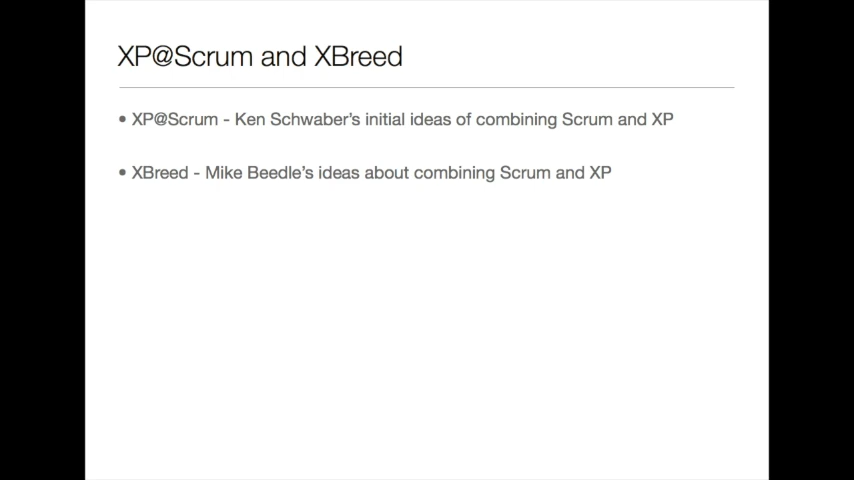 XP@Scrum and XBreed
• XP@Scrum - Ken Schwaber's initial ideas of combining Scrum and XP
• XBreed - Mike Beedle's ideas about combining Scrum and XP